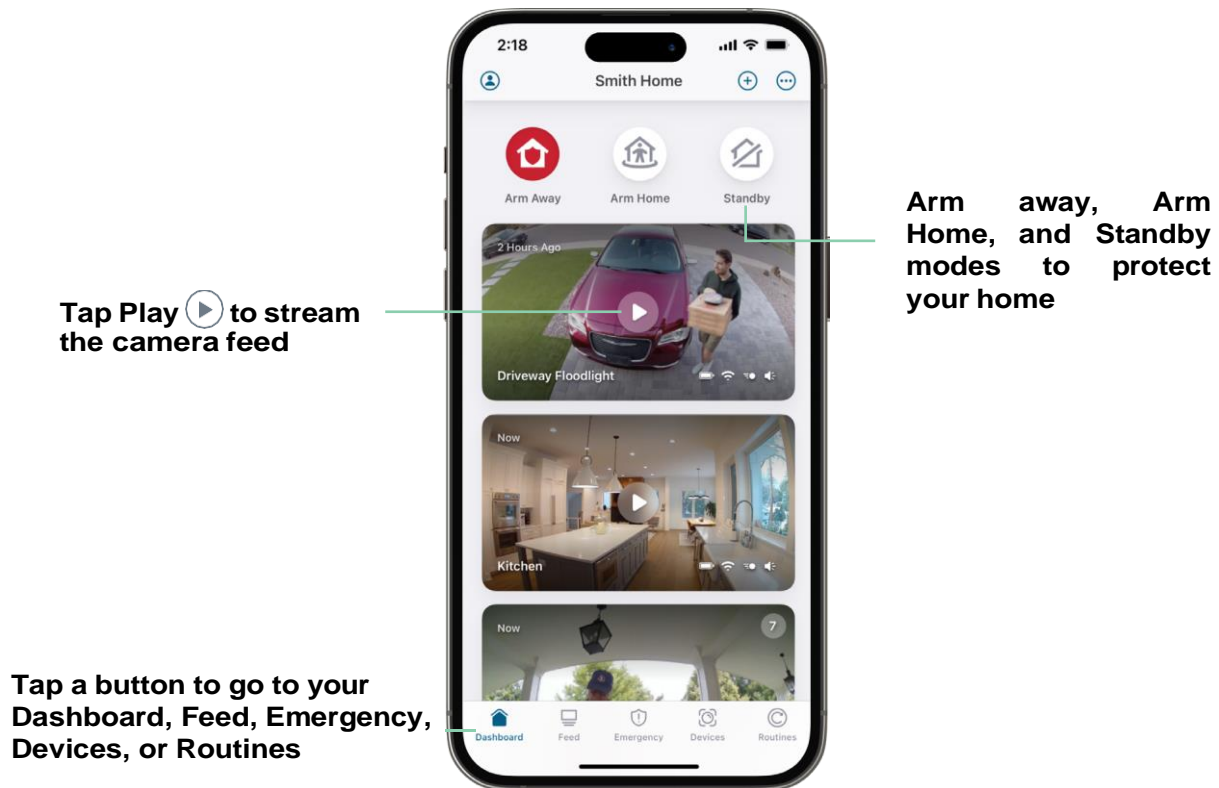 2:18
Smith Home
Arm Away
Arm Home
Standby
Arm away, Arm
Home, and Standby
modes to protect
your home
2 Hours Ago
Tap Play to stream
the camera feed
Driveway Floodlight
Now
Kitchen
Now
7
Tap a button to go to your
Dashboard, Feed, Emergency,
Devices, or Routines
Dashboard
Feed
Emergency
Devices
Routines